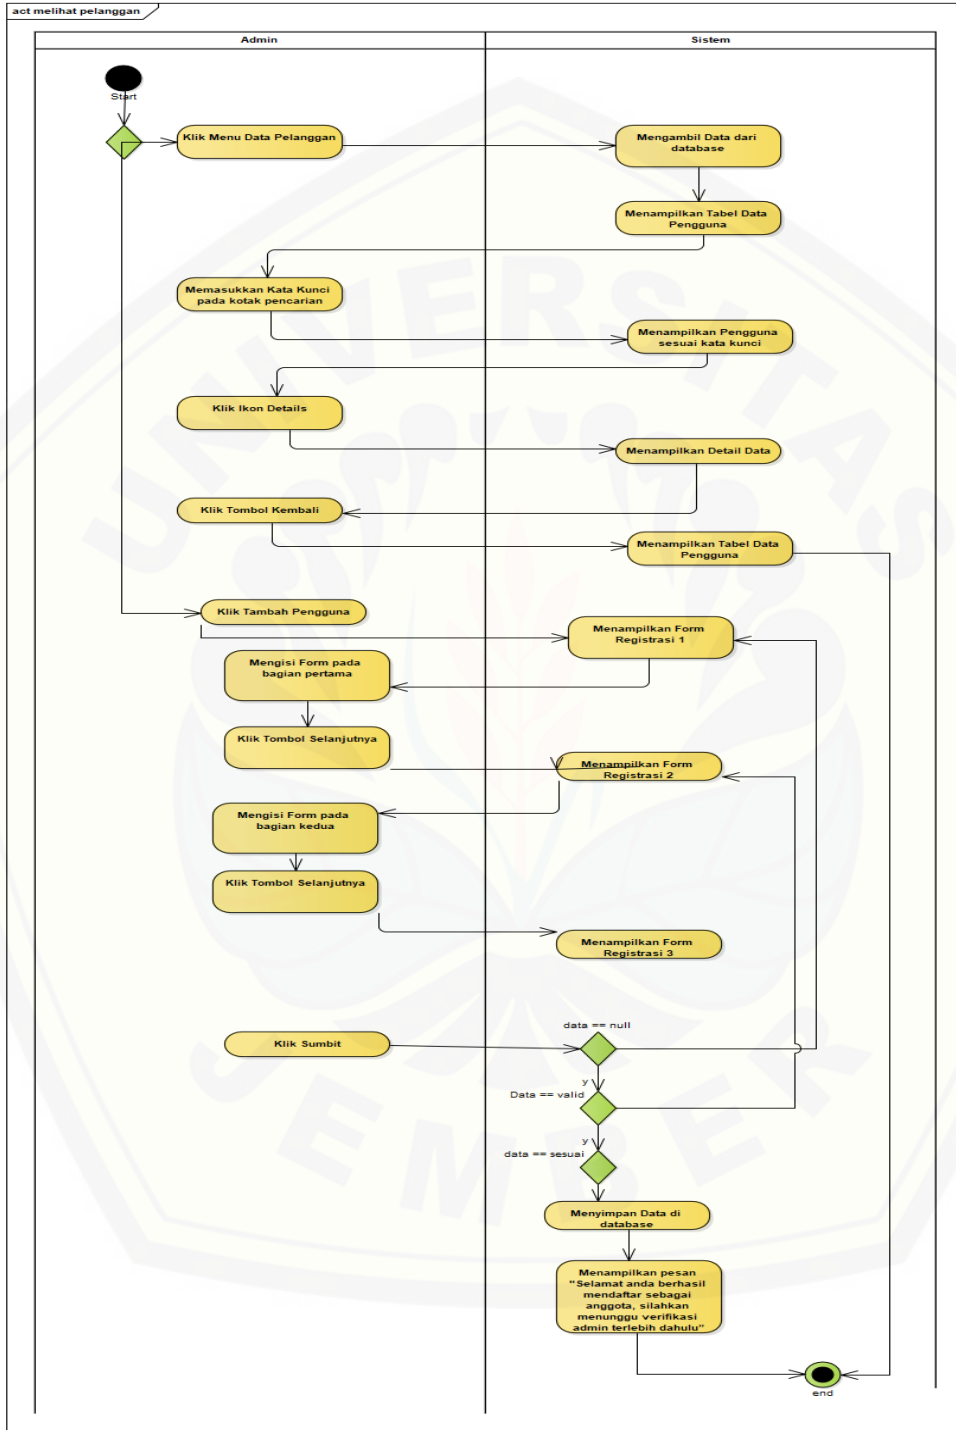 act melihat pelanggan
Admin
Sistem
Start
Klik Menu Data Pelanggan
Mengambil Data dari
database
Menampilkan Tabel Data
Pengguna
Memasukkan Kata Kunci
pada kotak pencarian
Menampilkan Pengguna
sesuai kata kunci
Klik Ikon Details
Menampilkan Detail Data
Klik Tombol Kembali
Menampilkan Tabel Data
Pengguna
Klik Tambah Pengguna
Menampilkan Form
Registrasi 1
Mengisi Form pada
bagian pertama
Klik Tombol Selanjutnya
Menampilkan Form
Registrasi 2
Mengisi Form pada
bagian kedua
Klik Tombol Selanjutnya
Menampilkan Form
Registrasi 3
data == null
Klik Sumbit
y
Data == valid
y
data == sesuai
Menyimpan Data di
database
Menampilkan pesan
"Selamat anda berhasil
mendaftar sebagai
anggota, silahkan
menunggu verifikasi
admin terlebih dahulu"
end
UNIVERSITAS
JEMBER